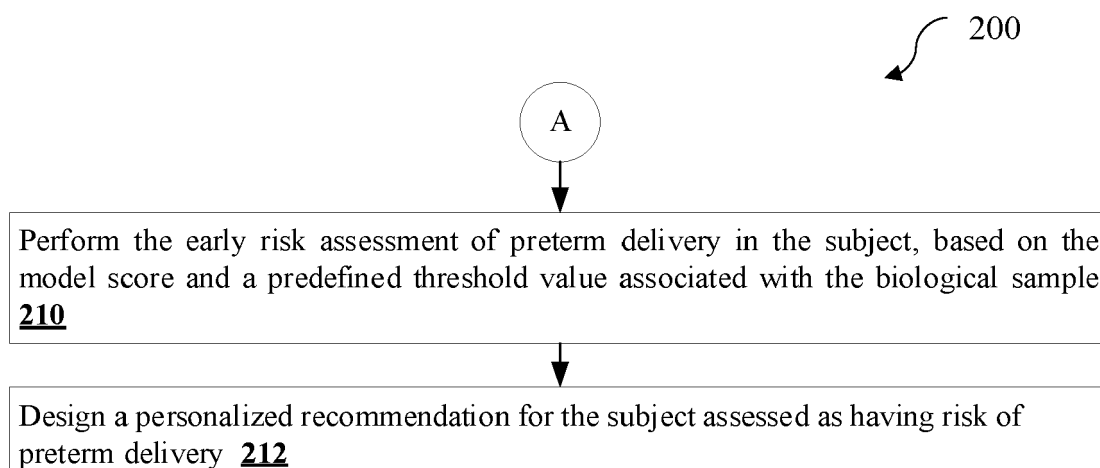 200
A
Perform the early risk assessment of preterm delivery in the subject, based on the
model score and a predefined threshold value associated with the biological sample
210
Design a personalized recommendation for the subject assessed as having risk of
preterm delivery 212